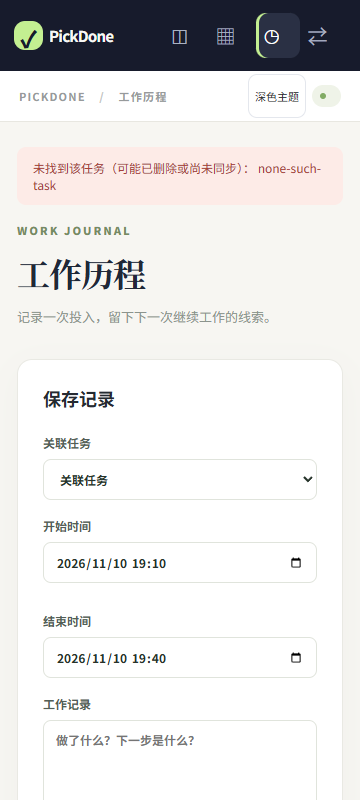 PickDone
PICKDONE / 工作历程
深色主题
未找到该任务（可能已删除或尚未同步）： none-such-
task
WORK JOURNAL
工作历程
记录一次投入，留下下一次继续工作的线索。
保存记录
关联任务
关联任务
开始时间
2026/11/10 19:10
结束时间
2026/11/10 19:40
工作记录
做了什么？下一步是什么？